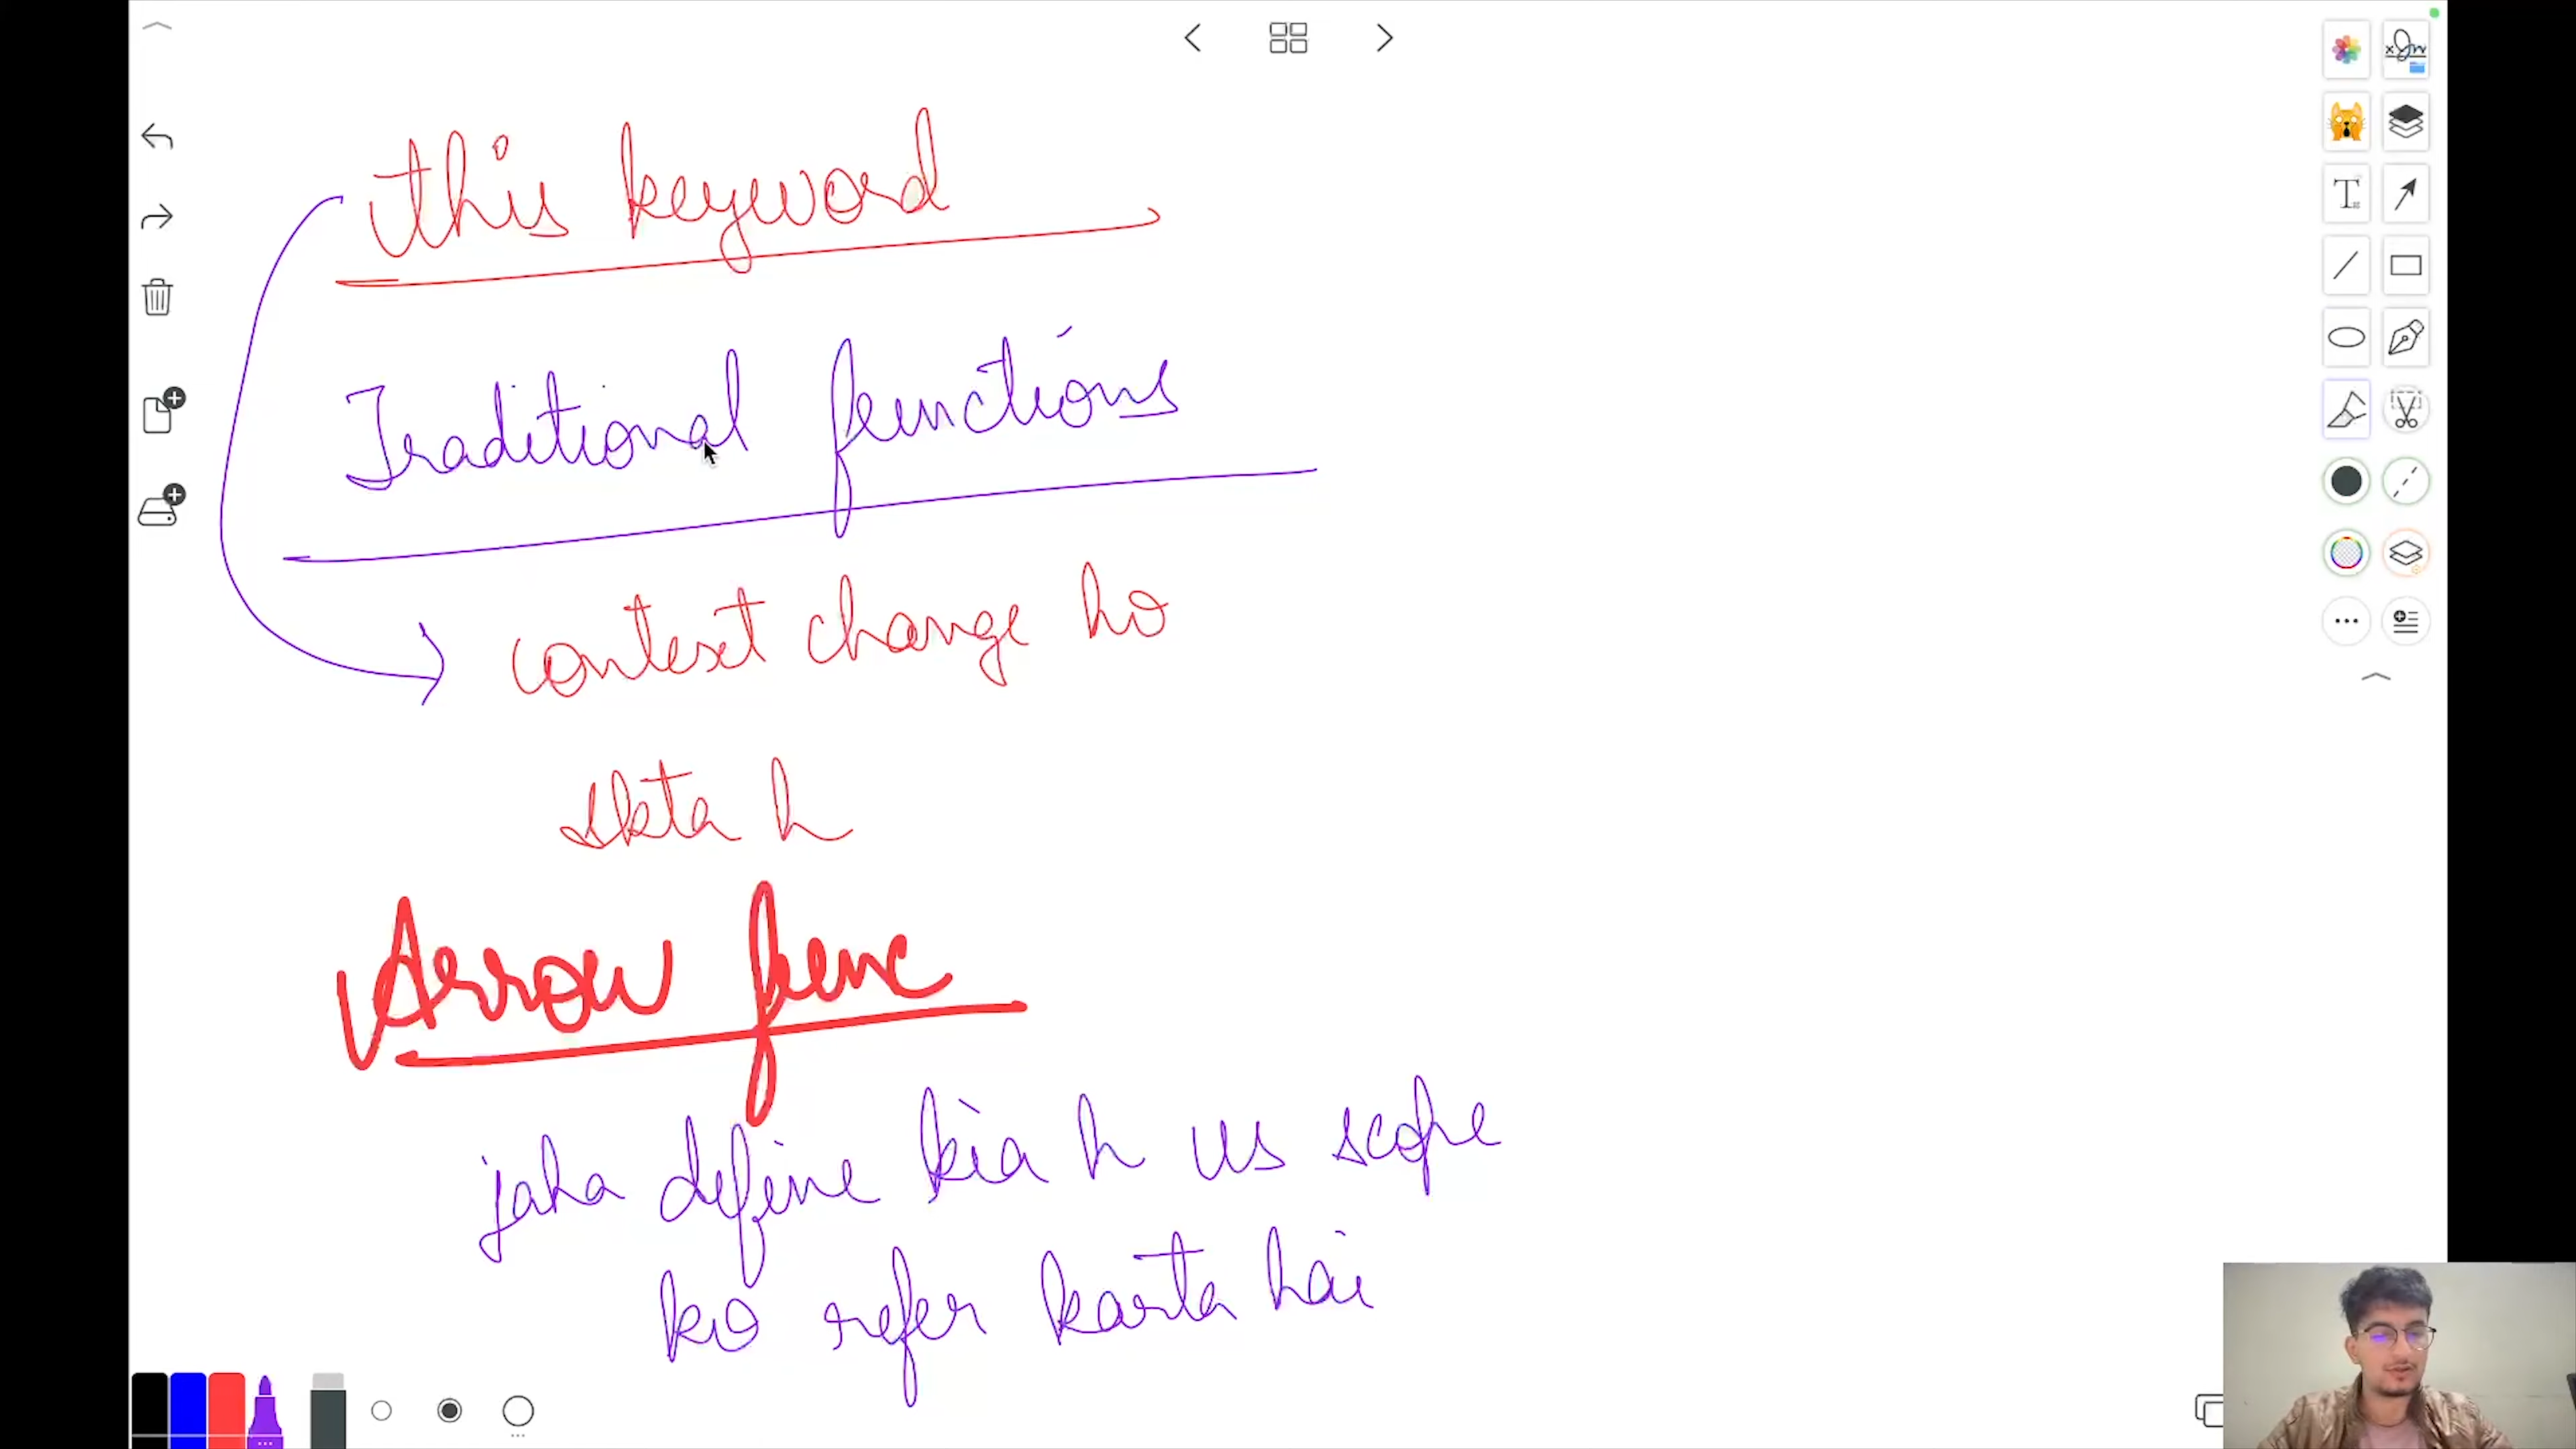 this keyword
Traditional functions
context change ho
skta h
Arrow func
jaha define kia h us scope
ko refer karta hai